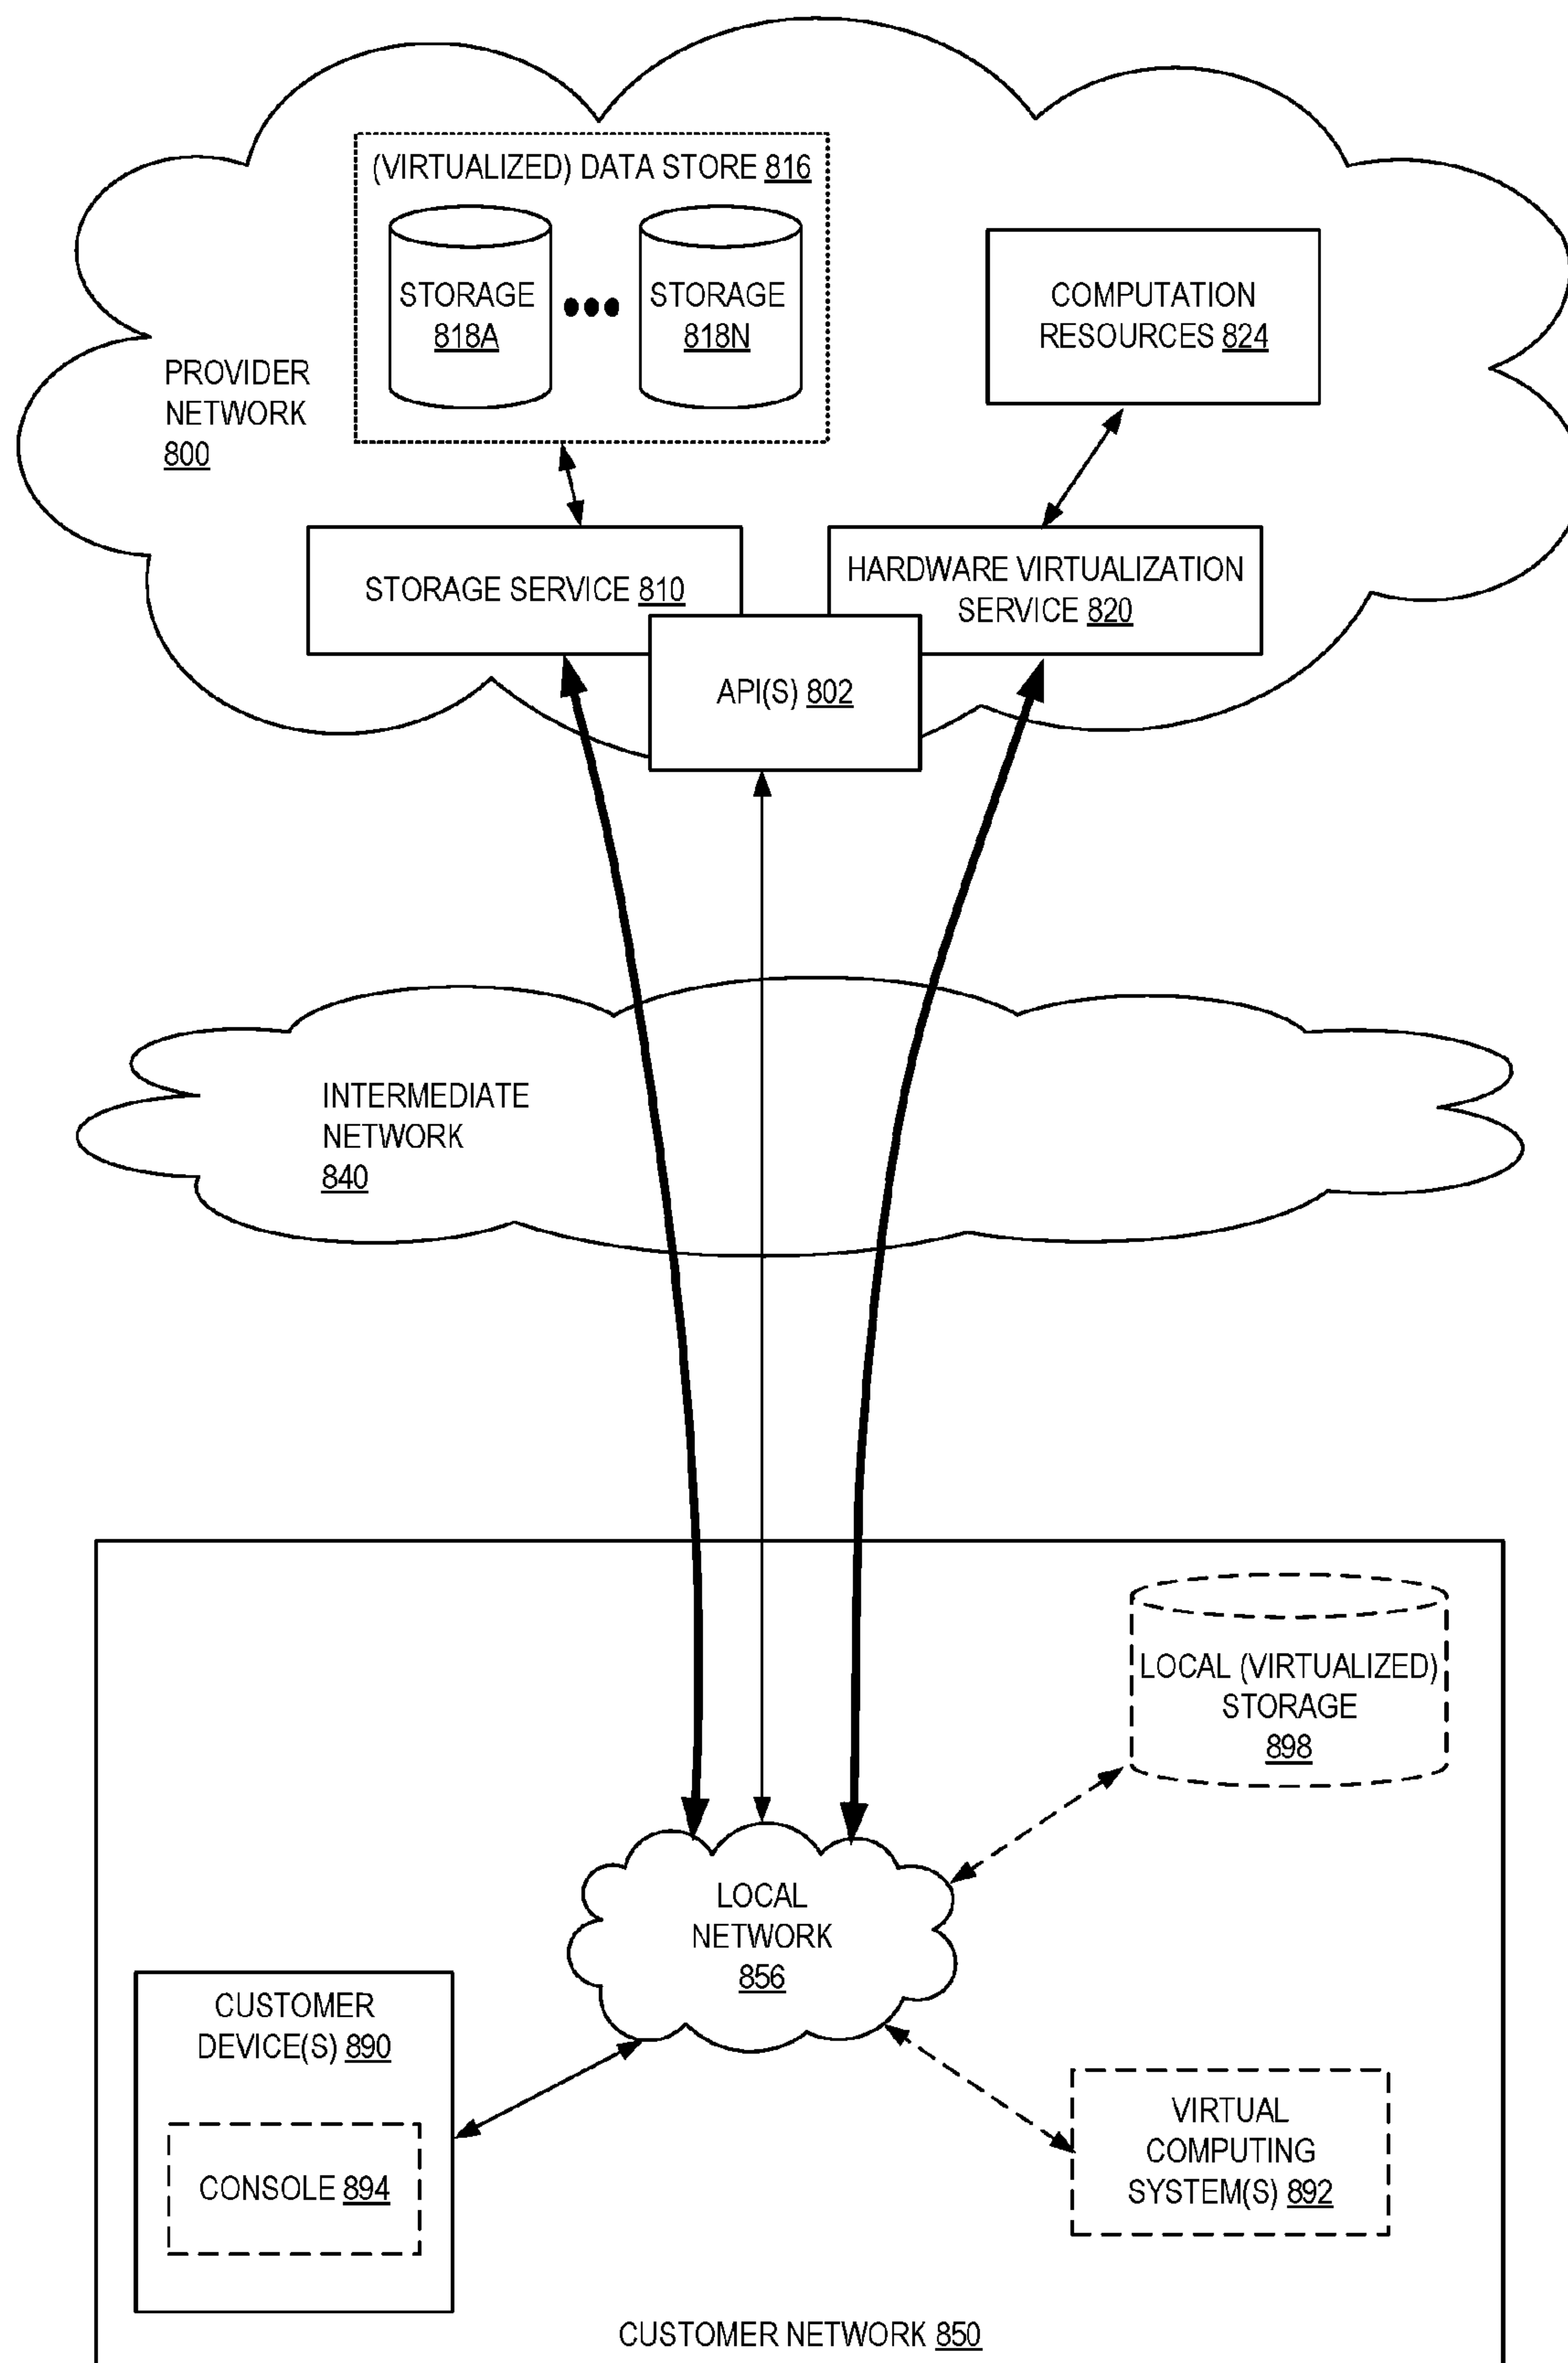 (VIRTUALIZED) DATA STORE 816
STORAGE
818A
STORAGE
818N
COMPUTATION
RESOURCES 824
PROVIDER
NETWORK
800
STORAGE SERVICE 810
HARDWARE VIRTUALIZATION
SERVICE 820
API(S) 802
INTERMEDIATE
NETWORK
840
LOCAL (VIRTUALIZED)
STORAGE
898
LOCAL
NETWORK
856
CUSTOMER
DEVICE(S) 890
CONSOLE 894
VIRTUAL
COMPUTING
SYSTEM(S) 892
CUSTOMER NETWORK 850